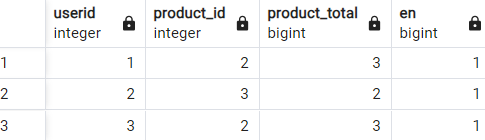 userid product_id product_total en
integer integer bigint bigint
1 1 2 3 1
2 2 3 2 1
3 3 2 3 1